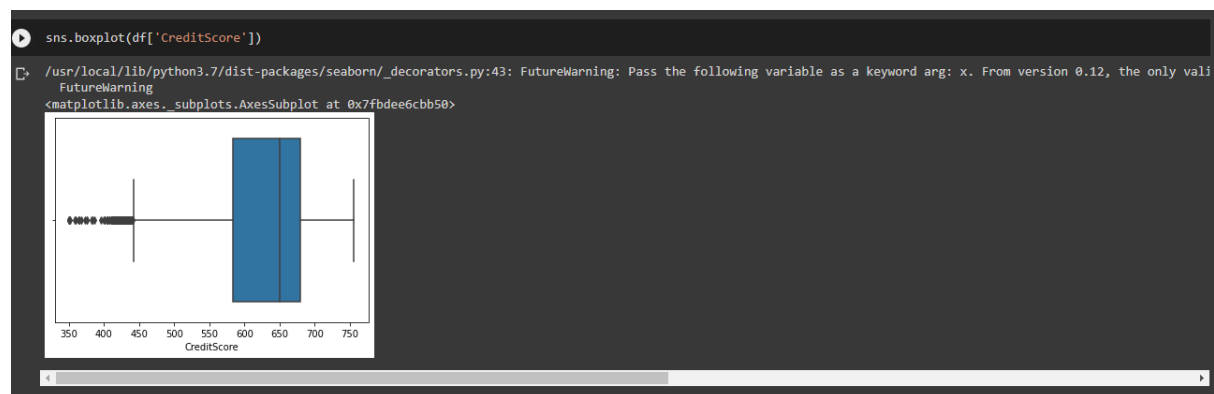 sns.boxplot(df['CreditScore'])
/usr/local/lib/python3.7/dist-packages/seaborn/_decorators.py:43: FutureWarning: Pass the following variable as a keyword arg: x. From version 0.12, the only vali
FutureWarning
<matplotlib.axes._subplots.AxesSubplot at 0x7fbdee6cbb50>
350 400 450 500 550 600 650 700 750
CreditScore